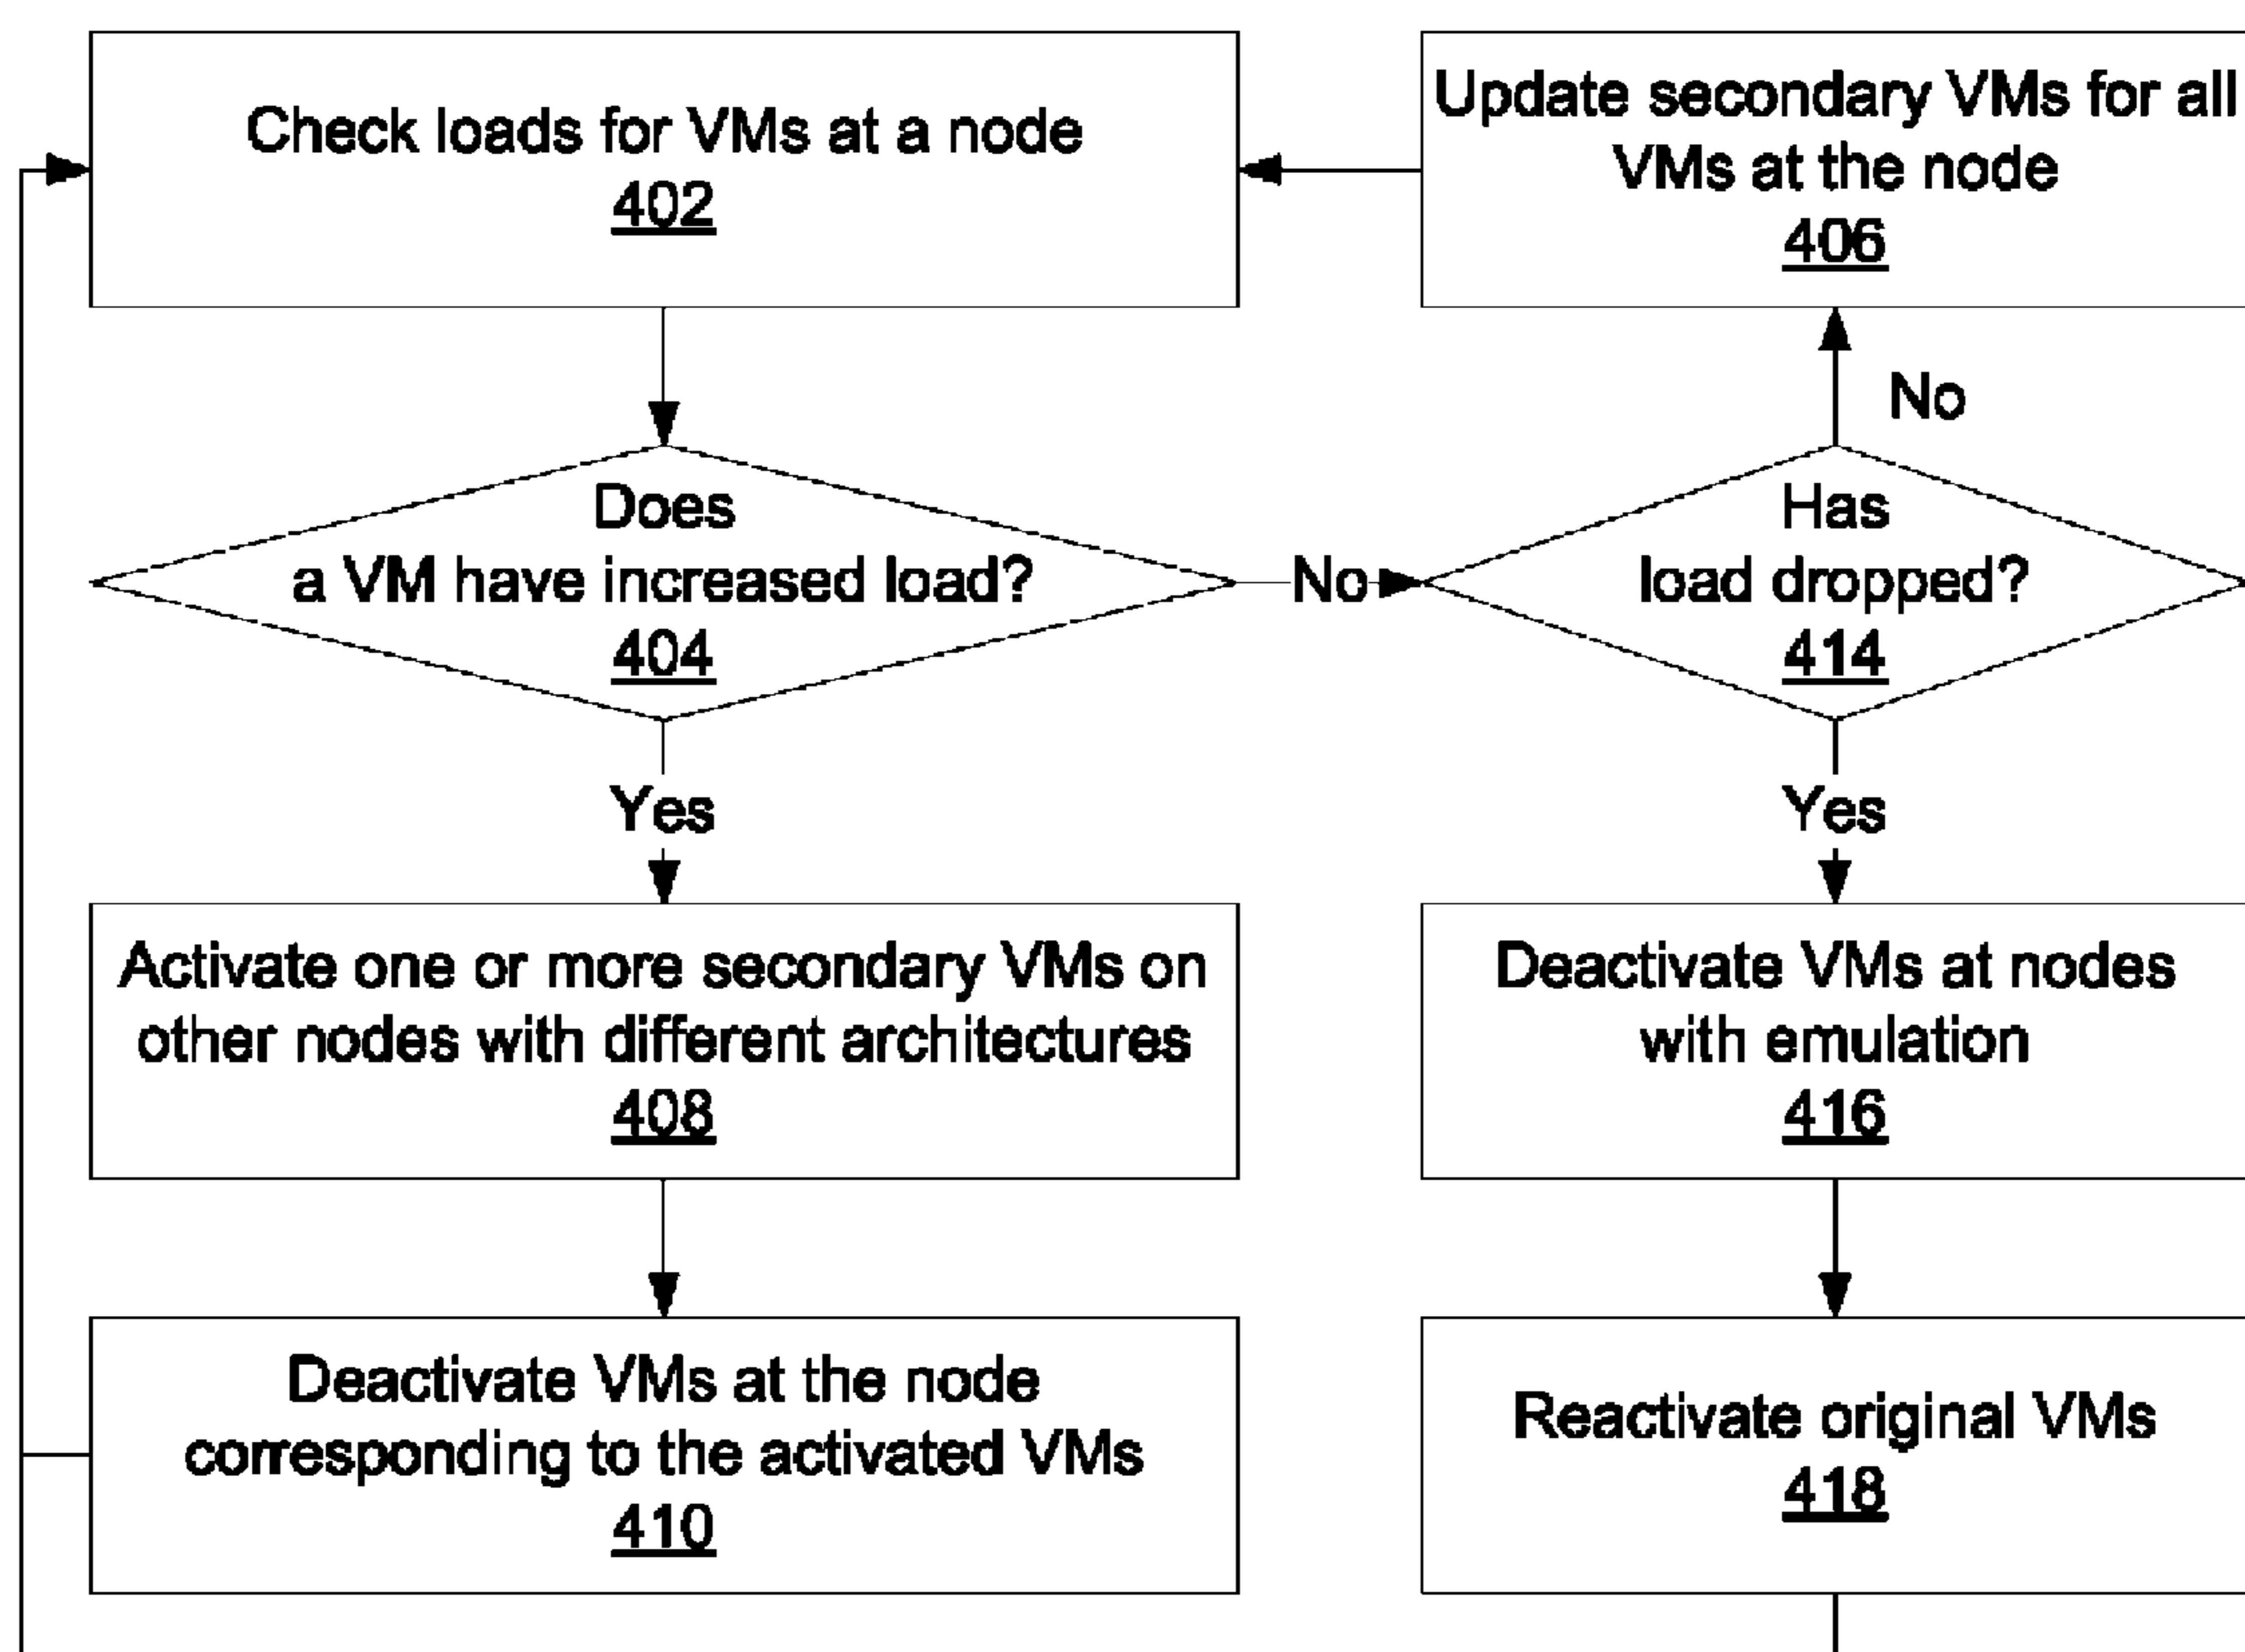 Check loads for VMs at a node
402
Update secondary VMs for all
VMs at the node
406
Does
a VM have increased load?
404
No
Has
load dropped?
414
No
Yes
Yes
Activate one or more secondary VMs on
other nodes with different architectures
408
Deactivate VMs at nodes
with emulation
416
Deactivate VMs at the node
corresponding to the activated VMs
410
Reactivate original VMs
418